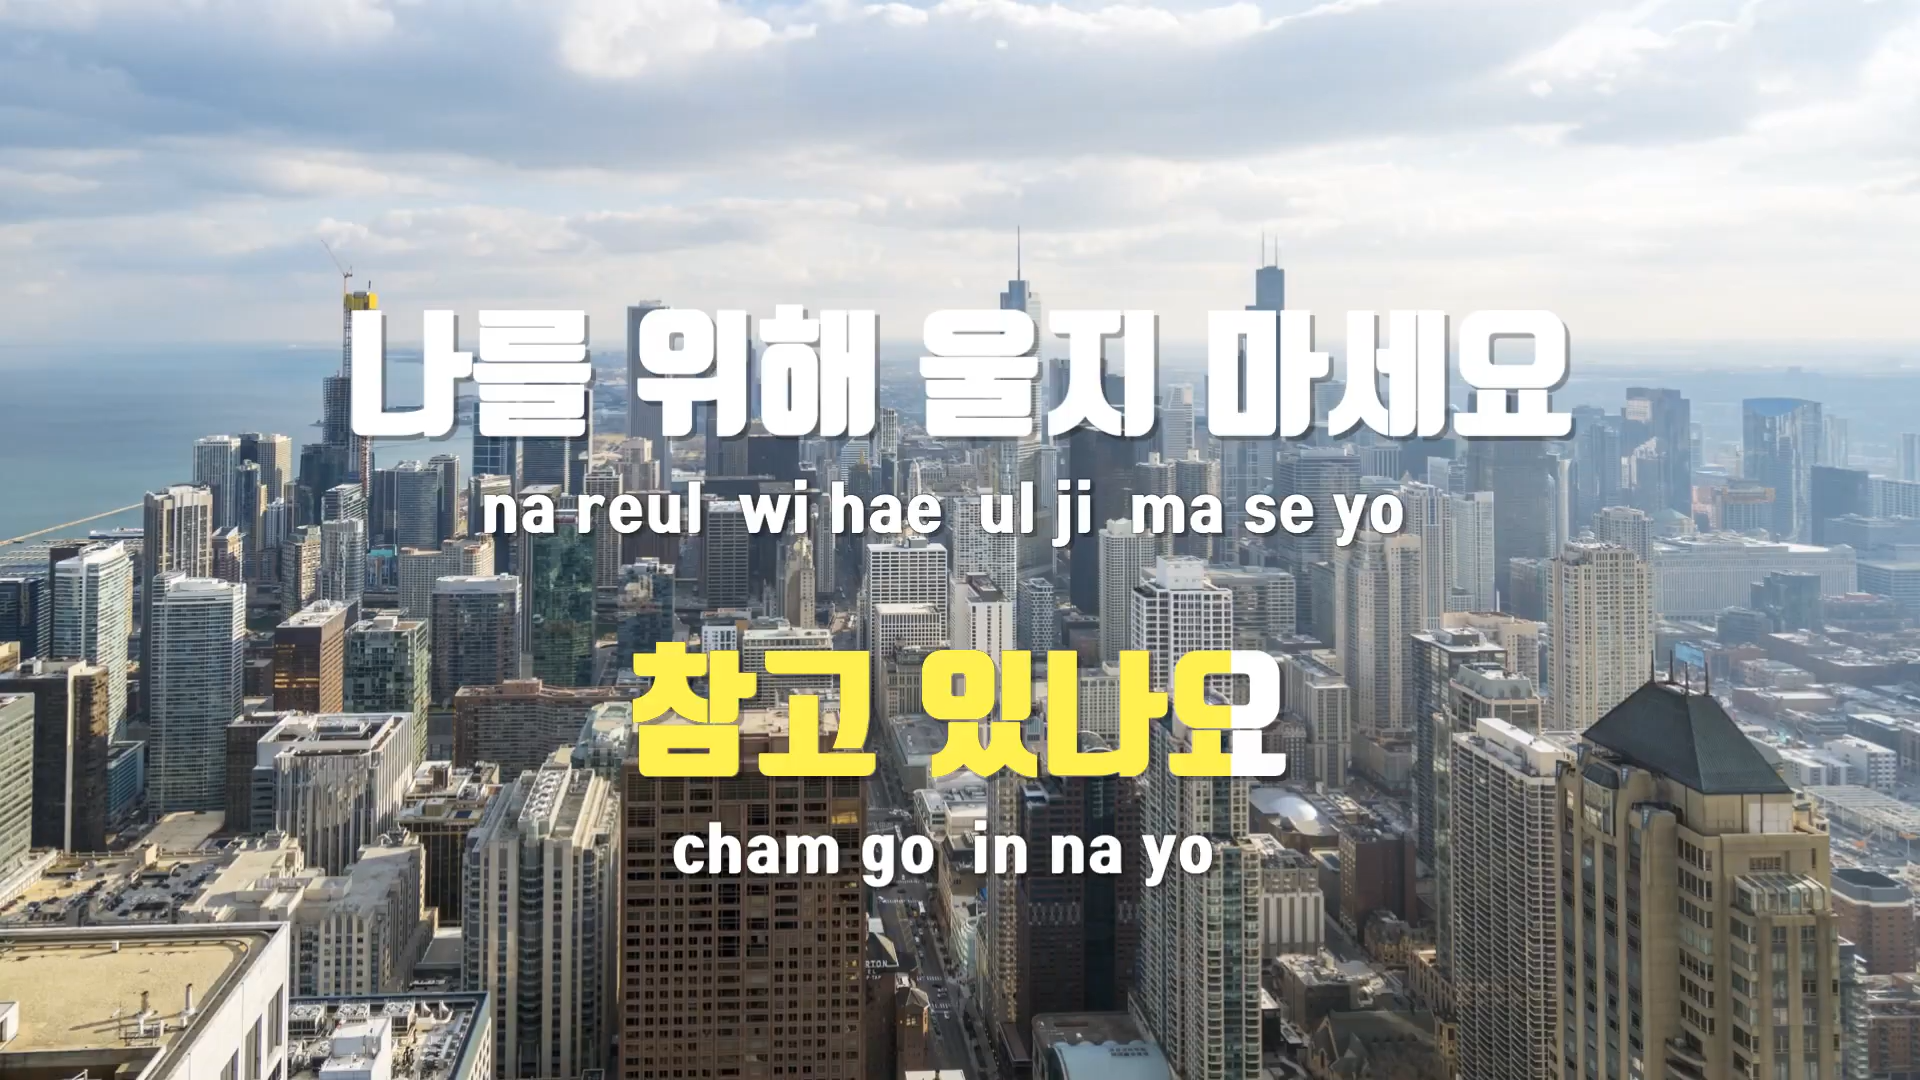 나를 위해 울지 마세요
na reul wi hae ul ji ma se yo
참고 있나요
cham go in na yo